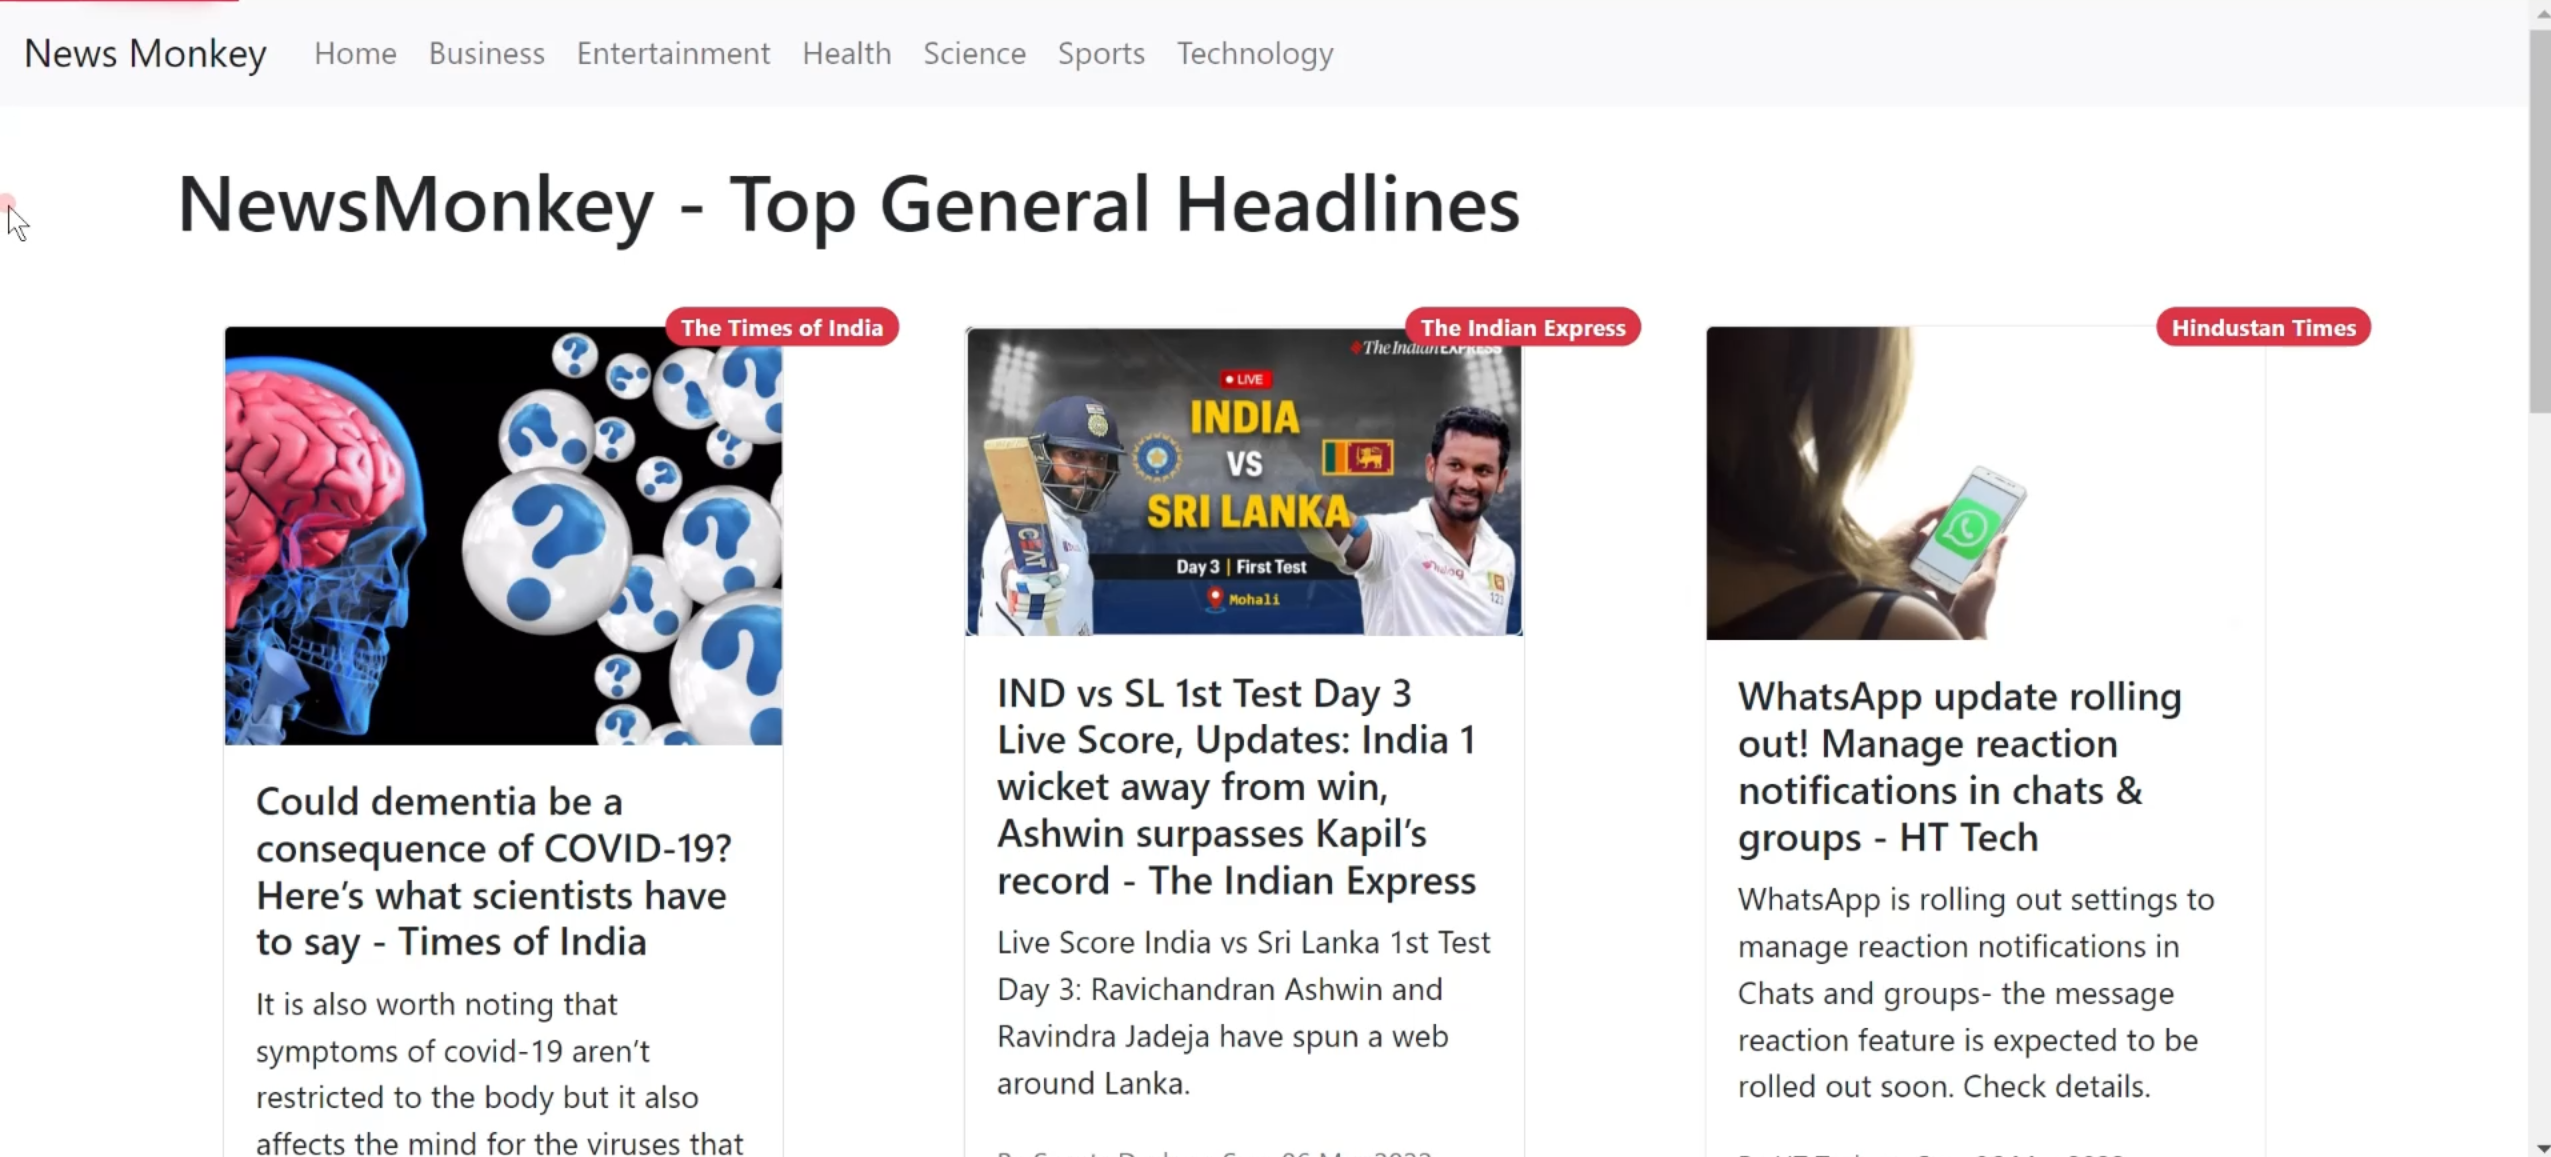 News Monkey Home Business Entertainment Health Science Sports Technology
NewsMonkey - Top General Headlines
The Times of India
Could dementia be a
consequence of COVID-19?
Here’s what scientists have
to say - Times of India
It is also worth noting that
symptoms of covid-19 aren’t
restricted to the body but it also
affects the mind for the viruses that
The Indian Express
The Indian EXPRESS
LIVE
INDIA
VS
SRI LANKA
Day 3 | First Test
Mohali
IND vs SL 1st Test Day 3
Live Score, Updates: India 1
wicket away from win,
Ashwin surpasses Kapil’s
record - The Indian Express
Live Score India vs Sri Lanka 1st Test
Day 3: Ravichandran Ashwin and
Ravindra Jadeja have spun a web
around Lanka.
Hindustan Times
WhatsApp update rolling
out! Manage reaction
notifications in chats &
groups - HT Tech
WhatsApp is rolling out settings to
manage reaction notifications in
Chats and groups- the message
reaction feature is expected to be
rolled out soon. Check details.